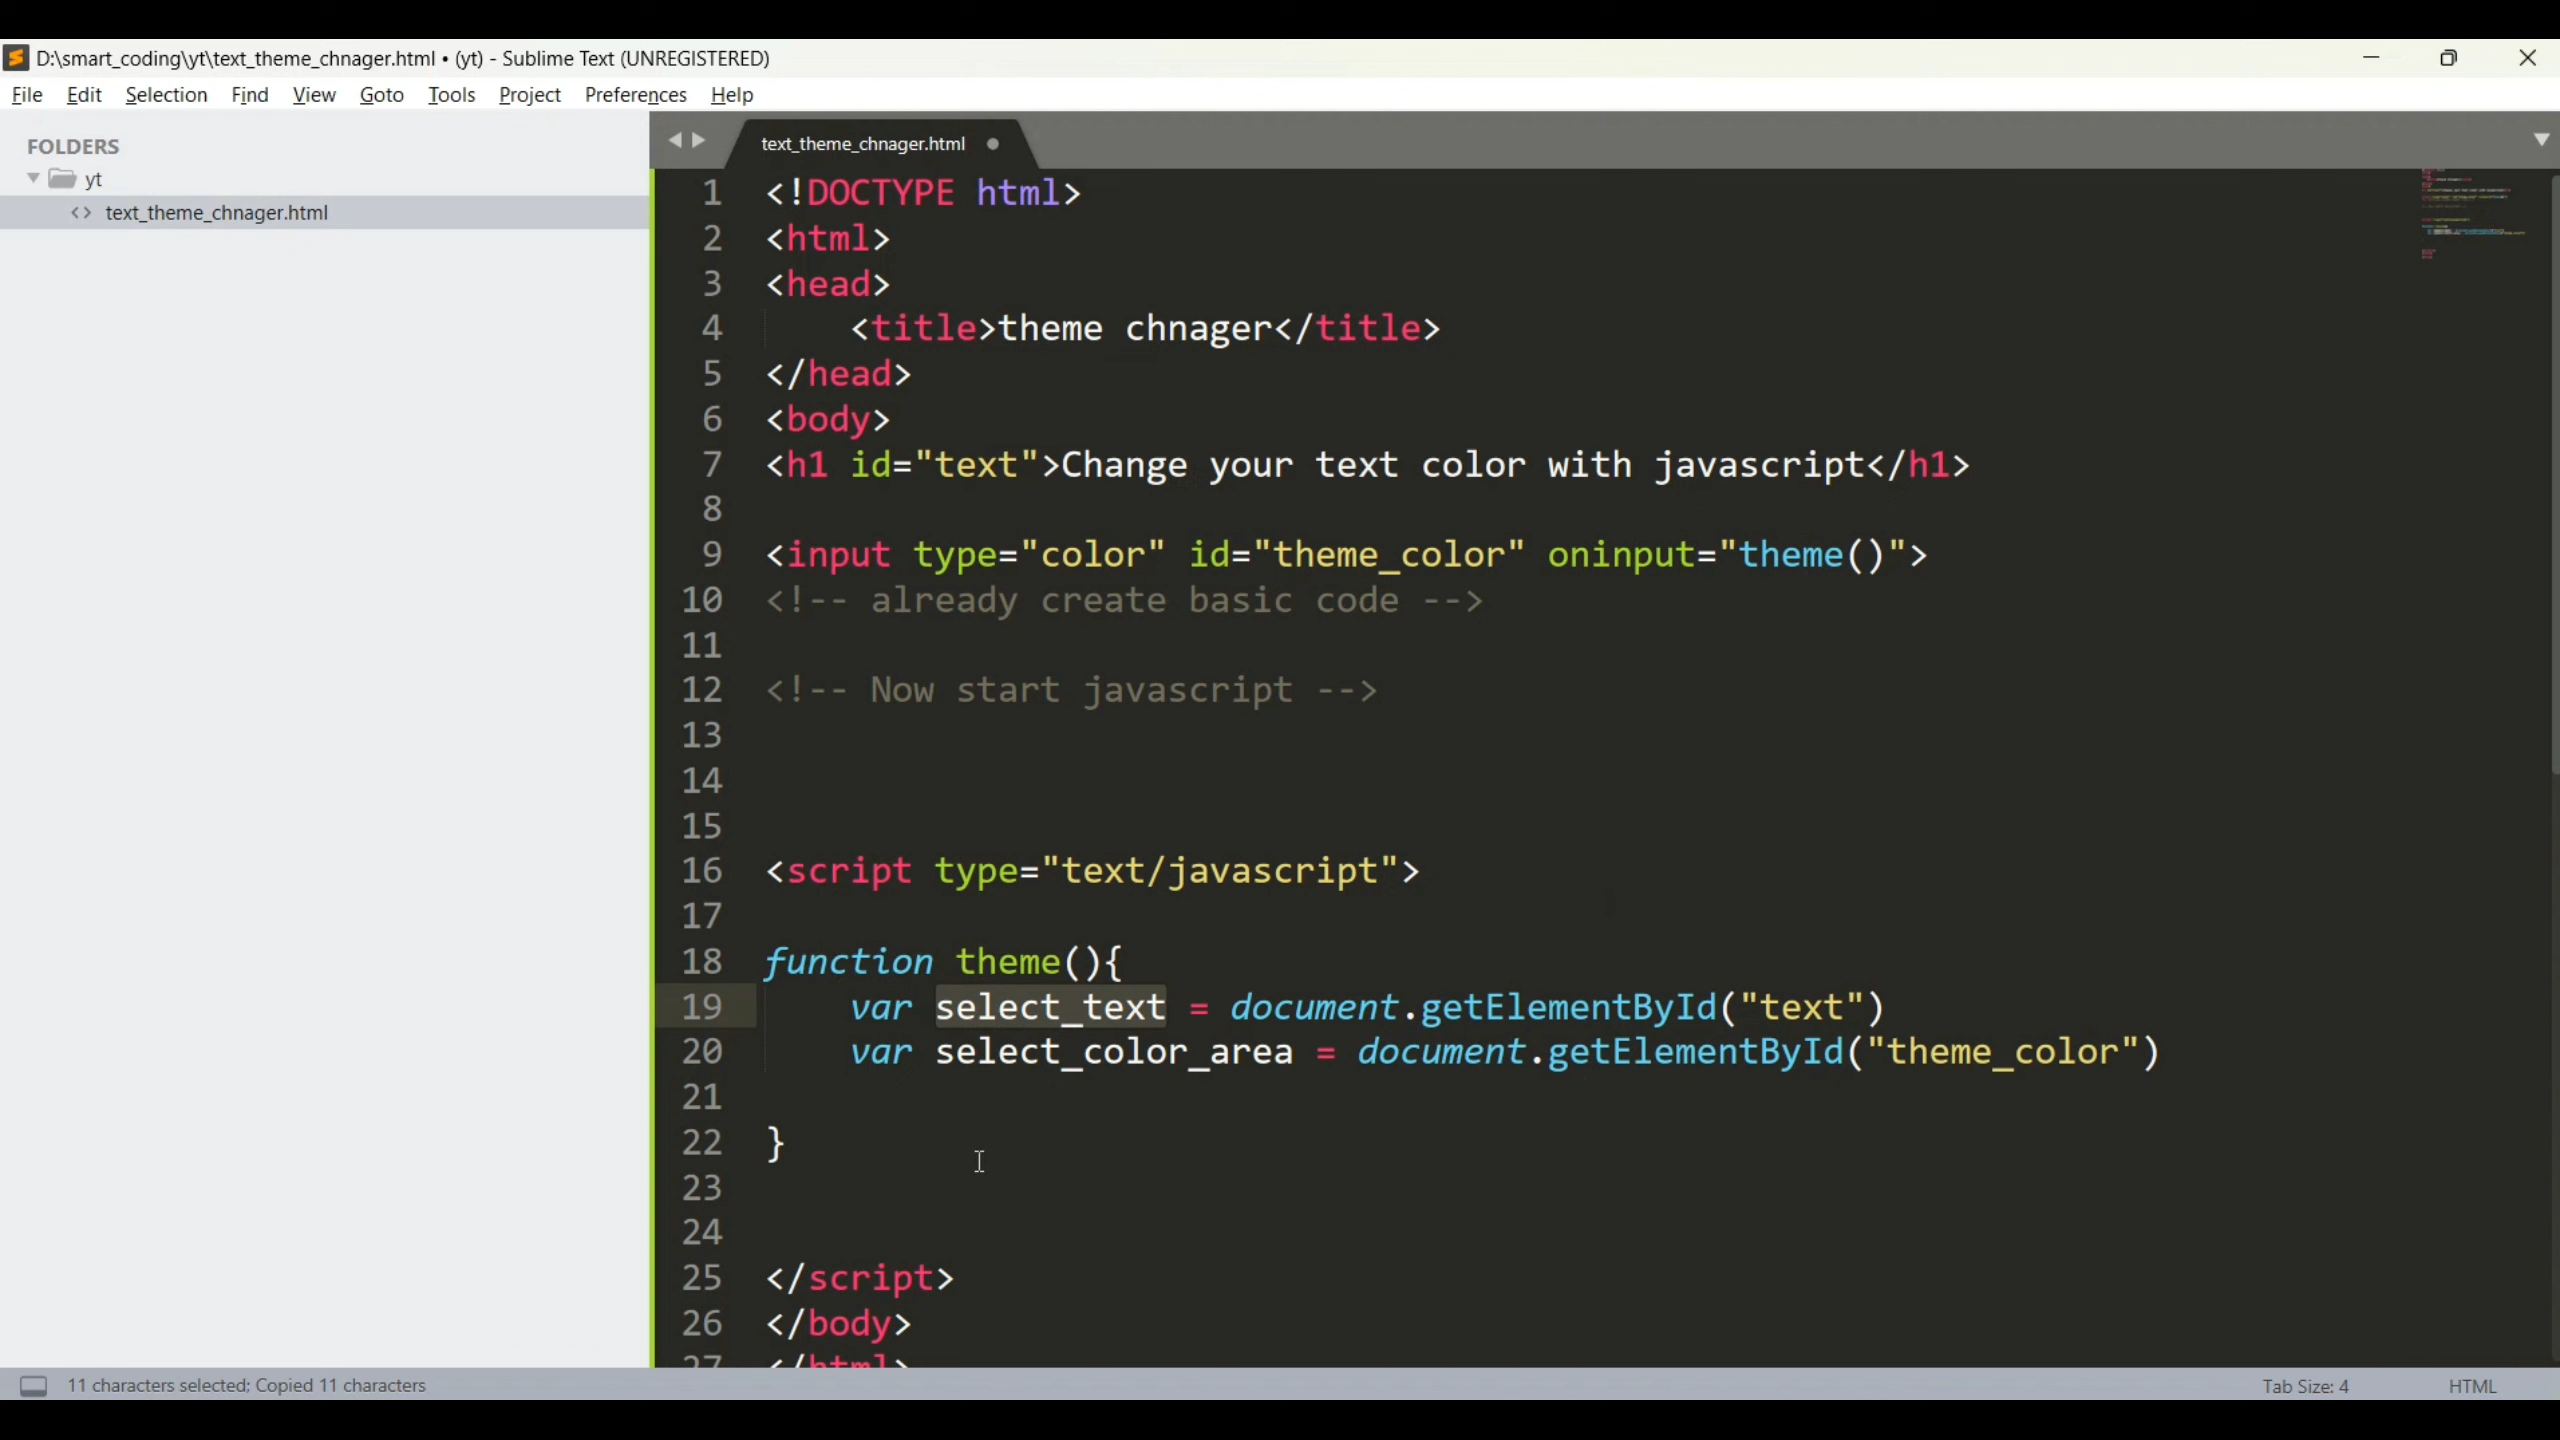 D:\smart_coding\yt\text_theme_chnager.html • (yt) - Sublime Text (UNREGISTERED)
File Edit Selection Find View Goto Tools Project Preferences Help
FOLDERS
yt
<> text_theme_chnager.html
text_theme_chnager.html
1 <!DOCTYPE html>
2 <html>
3 <head>
4 <title>theme chnager</title>
5 </head>
6 <body>
7 <h1 id="text">Change your text color with javascript</h1>
8
9 <input type="color" id="theme_color" oninput="theme()">
10 <!-- already create basic code -->
11
12 <!-- Now start javascript -->
13
14
15
16 <script type="text/javascript">
17
18 function theme(){
19 var select_text = document.getElementById("text")
20 var select_color_area = document.getElementById("theme_color")
21
22 }
23
24
25 </script>
26 </body>
27 </html>
11 characters selected; Copied 11 characters
Tab Size: 4
HTML